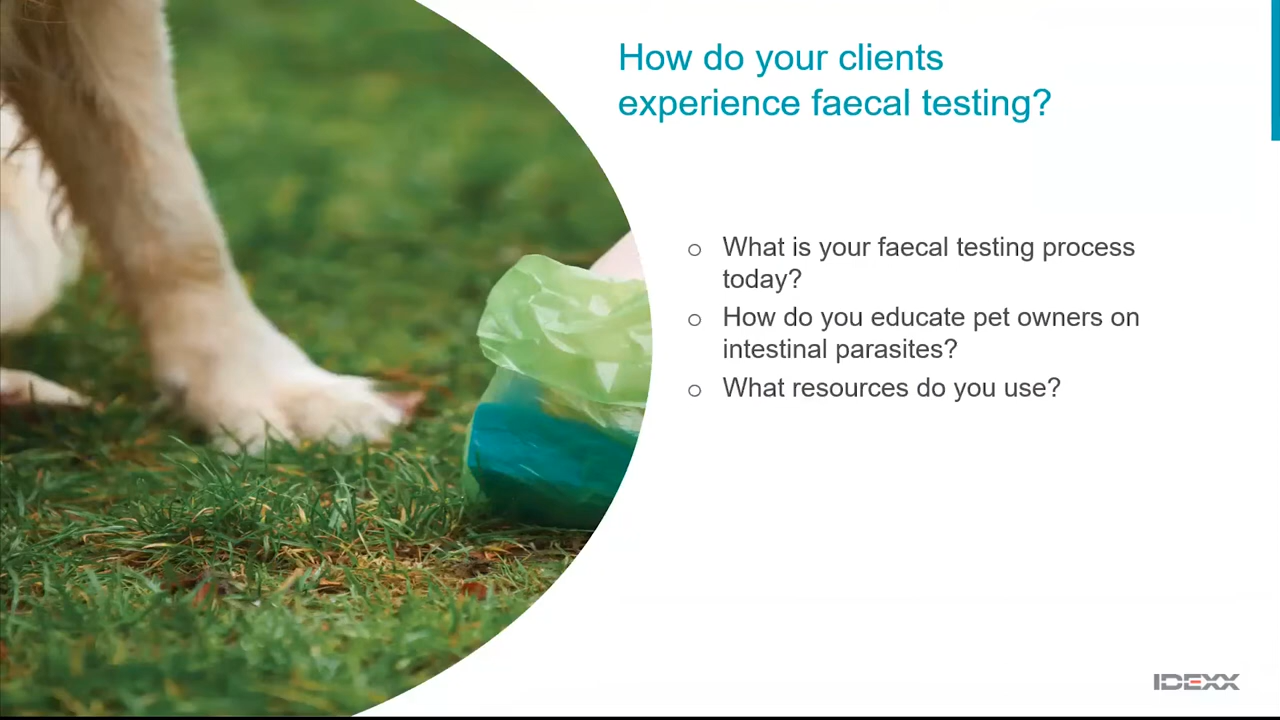 How do your clients
experience faecal testing?
o What is your faecal testing process
today?
o How do you educate pet owners on
intestinal parasites?
o What resources do you use?
IDEXX